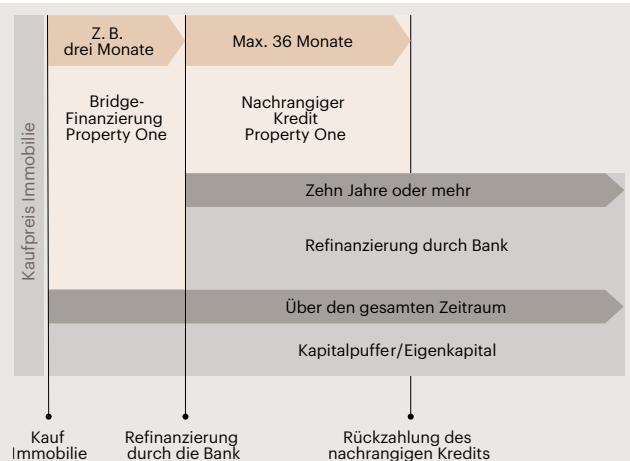 Z. B.
drei Monate
Max. 36 Monate
Bridge-
Finanzierung
Property One
Nachrangiger
Kredit
Property One
Kaufpreis Immobilie
Zehn Jahre oder mehr
Refinanzierung durch Bank
Über den gesamten Zeitraum
Kapitalpuffer/Eigenkapital
Kauf
Immobilie
Refinanzierung
durch die Bank
Rückzahlung des
nachrangigen Kredits